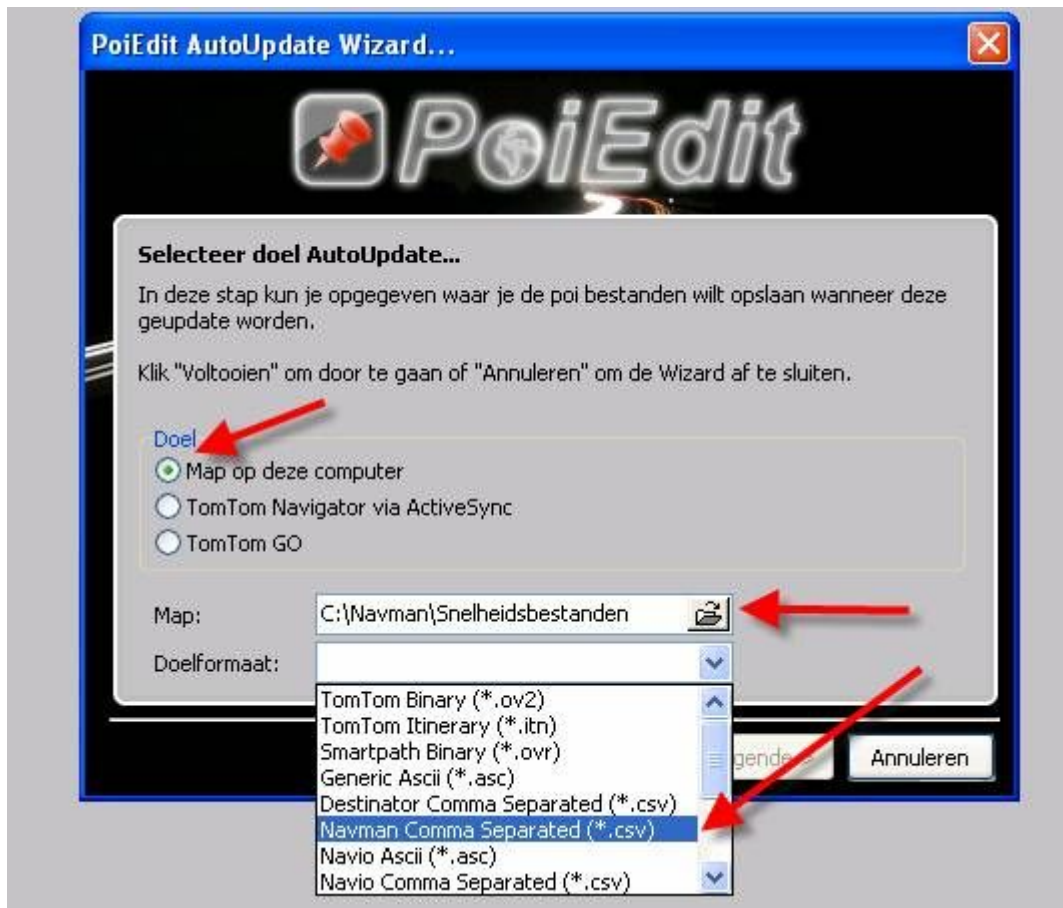 PoiEdit AutoUpdate Wizard...
PoiEdit
Selecteer doel AutoUpdate...
In deze stap kun je opgegeven waar je de poi bestanden wilt opslaan wanneer deze
geupdate worden.
Klik "Voltooien" om door te gaan of "Annuleren" om de Wizard af te sluiten.
Doel
Map op deze computer
TomTom Navigator via ActiveSync
TomTom GO
Map: C:\Navman\Snelheidsbestanden
Doelformaat:
TomTom Binary (*.ov2)
TomTom Itinerary (*.itn)
Smartpath Binary (*.ovr)
Generic Ascii (*.asc)
Destinator Comma Separated (*.csv)
Navman Comma Separated (*.csv)
Navio Ascii (*.asc)
Navio Comma Separated (*.csv)
Annuleren